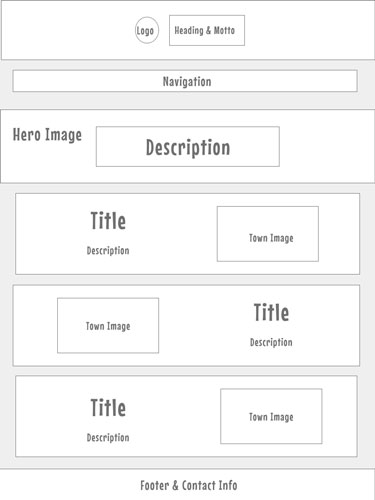 Logo
Heading & Motto
Navigation
Hero Image
Description
Title
Description
Town Image
Town Image
Title
Description
Title
Description
Town Image
Footer & Contact Info